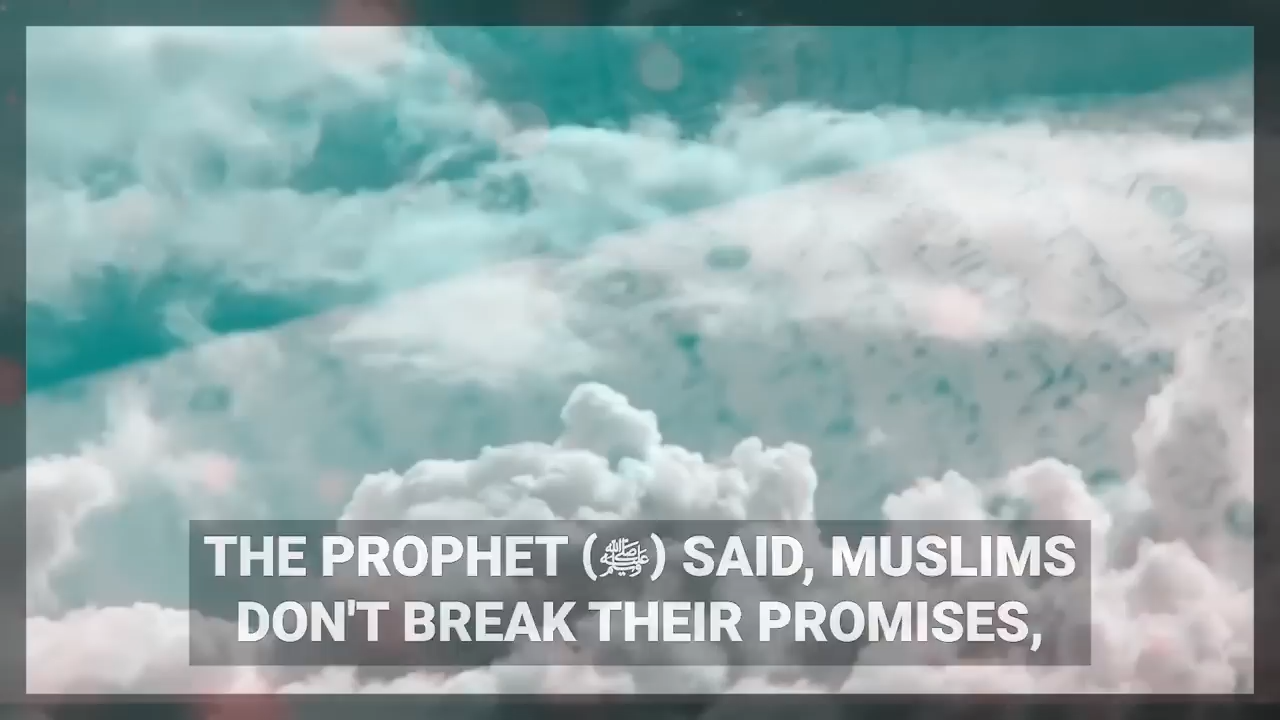 THE PROPHET (ﷺ) SAID, MUSLIMS
DON'T BREAK THEIR PROMISES,